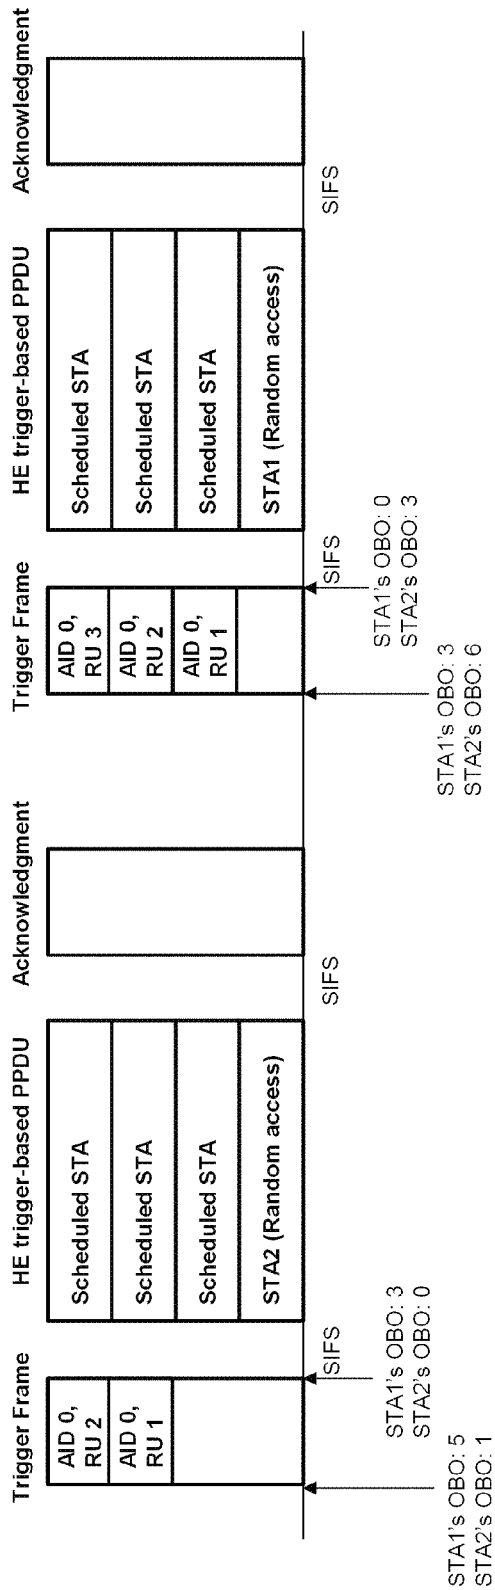 Trigger Frame
HE trigger-based PPDU
Acknowledgment
Trigger Frame
HE trigger-based PPDU
Acknowledgment
AID 0,
RU 2
AID 0,
RU 1
Scheduled STA
Scheduled STA
Scheduled STA
STA2 (Random access)
AID 0,
RU 3
AID 0,
RU 2
AID 0,
RU 1
Scheduled STA
Scheduled STA
Scheduled STA
STA1 (Random access)
SIFS
SIFS
SIFS
SIFS
STA1's OBO: 3
STA2's OBO: 0
STA1's OBO: 0
STA2's OBO: 3
STA1's OBO: 5
STA2's OBO: 1
STA1's OBO: 3
STA2's OBO: 6